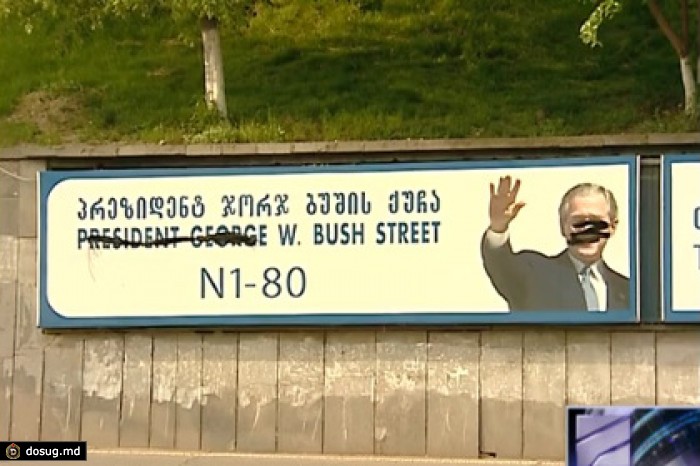 პრეზიდენტ ჯორჯ ბუშის ქუჩა
PRESIDENT GEORGE W. BUSH STREET
N1-80
dosug.md